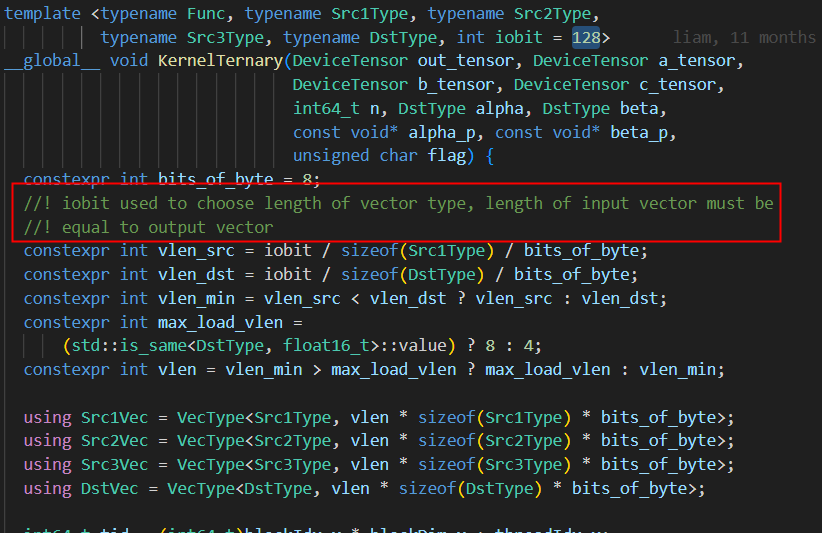 template <typename Func, typename Src1Type, typename Src2Type,
typename Src3Type, typename DstType, int iobit = 128> liam, 11 months
__global__ void KernelTernary(DeviceTensor out_tensor, DeviceTensor a_tensor,
DeviceTensor b_tensor, DeviceTensor c_tensor,
int64_t n, DstType alpha, DstType beta,
const void* alpha_p, const void* beta_p,
unsigned char flag) {
constexpr int bits_of_byte = 8;
//! iobit used to choose length of vector type, length of input vector must be
//! equal to output vector
constexpr int vlen_src = iobit / sizeof(Src1Type) / bits_of_byte;
constexpr int vlen_dst = iobit / sizeof(DstType) / bits_of_byte;
constexpr int vlen_min = vlen_src < vlen_dst ? vlen_src : vlen_dst;
constexpr int max_load_vlen =
(std::is_same<DstType, float16_t>::value) ? 8 : 4;
constexpr int vlen = vlen_min > max_load_vlen ? max_load_vlen : vlen_min;
using Src1Vec = VecType<Src1Type, vlen * sizeof(Src1Type) * bits_of_byte>;
using Src2Vec = VecType<Src2Type, vlen * sizeof(Src2Type) * bits_of_byte>;
using Src3Vec = VecType<Src3Type, vlen * sizeof(Src3Type) * bits_of_byte>;
using DstVec = VecType<DstType, vlen * sizeof(DstType) * bits_of_byte>;